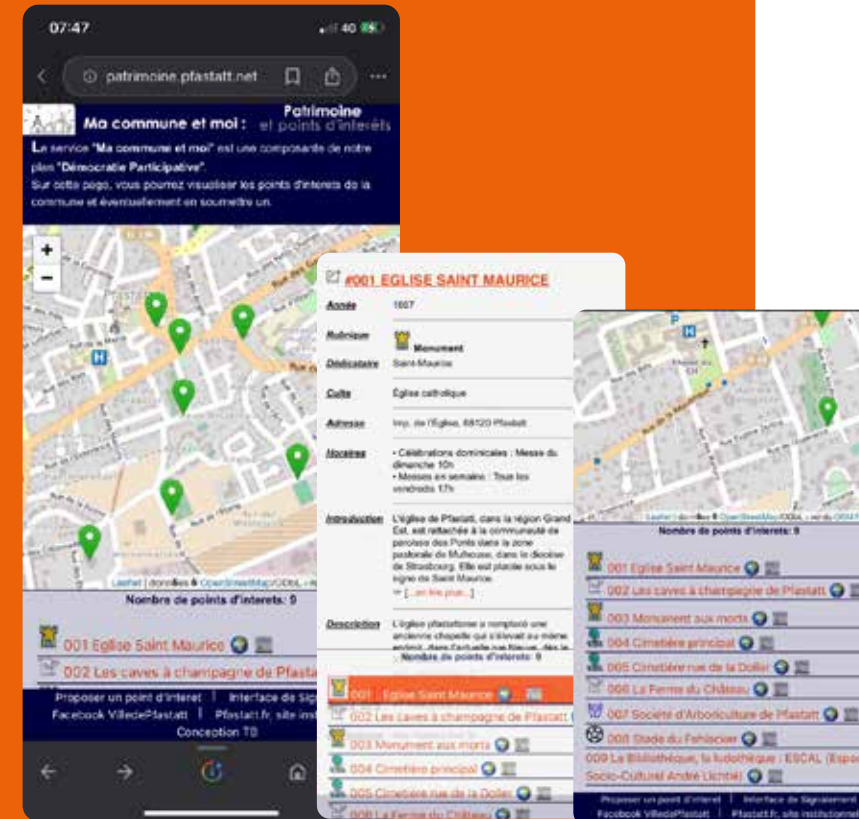 07:47
40
patrimoine.pfastatt.net
Ma commune et moi :
Patrimoine
et points d'interêts
Le service "Ma commune et moi" est une composante de notre
plan "Démocratie Participative".
Sur cette page, vous pourrez visualiser les points d'interets de la
commune et éventuellement en soumettre un.
+
−
H
Leaflet | données © OpenStreetMap/ODbL
Nombre de points d'interets: 9
001 Eglise Saint Maurice
002 Les caves à champagne de Pfasta
Proposer un point d'interet | Interface de Sig
Facebook VilledePfastatt | Pfastatt.fr, site inst
Conception TB
#001 EGLISE SAINT MAURICE
Année
Rubrique Monument
Dédicataire Saint-Maurice
Culte Église catholique
Adresse Imp. de l'Église, 68120 Pfastatt
Horaires • Célébrations dominicales : Messe du
dimanche 10h
• Messes en semaine : Tous les
vendredis 17h
Introduction L'église de Pfastatt, dans la région Grand
Est, est rattachée à la communauté de
paroisse des Ponts dans la zone
pastorale de Mulhouse, dans le diocèse
de Strasbourg. Elle est placée sous le
signe de Saint Maurice.
[...en lire plus...]
Description L'église pfastattoise a remplacé une
ancienne chapelle qui s'élevait au même
Nombre de points d'interets: 9
001 Eglise Saint Maurice
002 Les caves à champagne de Pfastatt
003 Monument aux morts
004 Cimetière principal
005 Cimetière rue de la Doller
006 La Ferme du Château
P
H
Nombre de points d'interets: 9
001 Eglise Saint Maurice
002 Les caves à champagne de Pfastatt
003 Monument aux morts
004 Cimetière principal
005 Cimetière rue de la Doller
006 La Ferme du Château
007 Société d'Arboriculture de Pfastatt
008 Stade du Fehlacker
009 La Bibliothèque, la ludothèque : ESCAL (Espac
Socio-Culturel André Lichtlé)
Proposer un point d'interet | Interface de Signalement
Facebook VilledePfastatt | Pfastatt.fr, site institutionnel